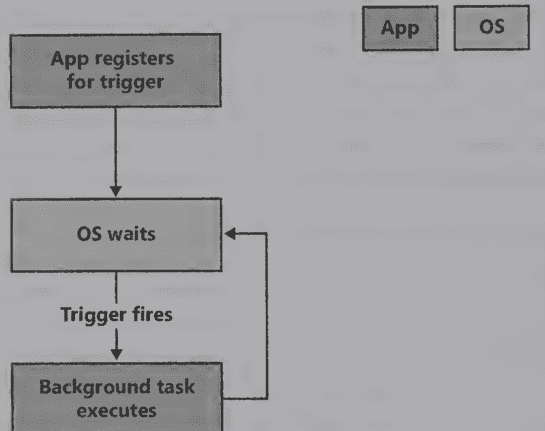 App
OS
App registers
for trigger
OS waits
Trigger fires
Background task
executes